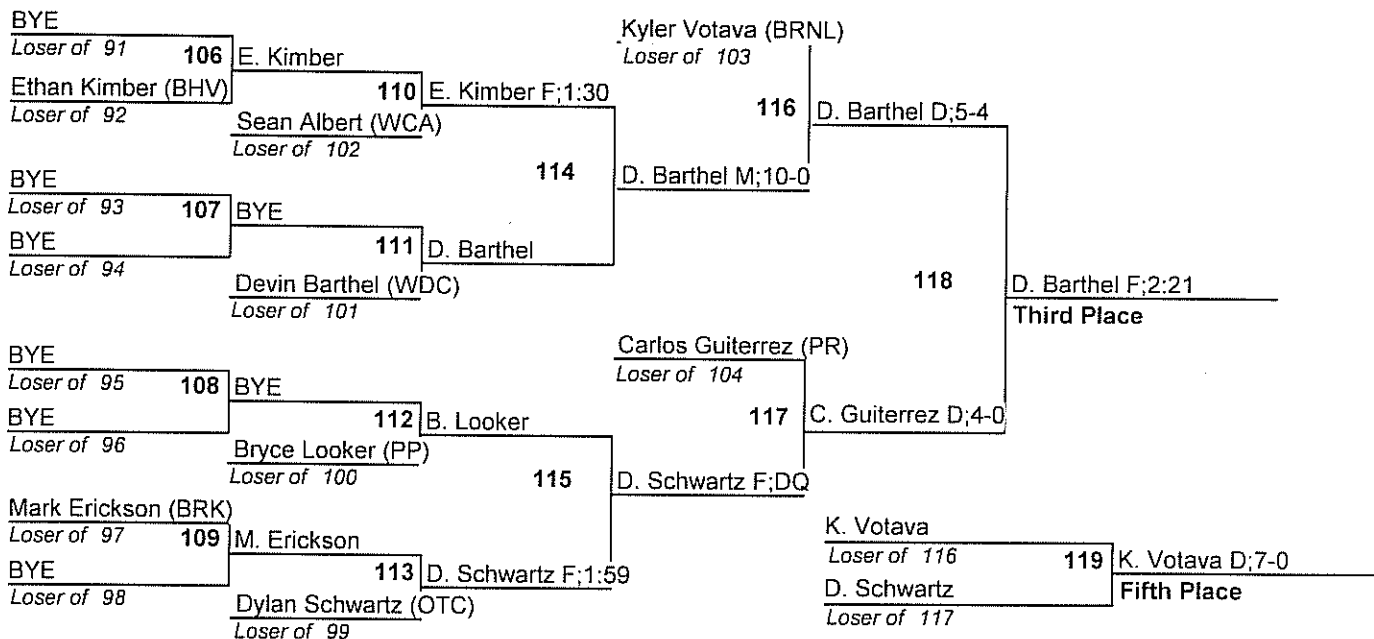 BYE
Loser of 91
106
E. Kimber
Ethan Kimber (BHV)
Loser of 92
110
E. Kimber F;1:30
Sean Albert (WCA)
Loser of 102
BYE
Loser of 93
107
BYE
BYE
Loser of 94
111
D. Barthel
Devin Barthel (WDC)
Loser of 101
114
D. Barthel M;10-0
Kyler Votava (BRNL)
Loser of 103
116
D. Barthel D;5-4
BYE
Loser of 95
108
BYE
BYE
Loser of 96
112
B. Looker
Bryce Looker (PP)
Loser of 100
Mark Erickson (BRK)
Loser of 97
109
M. Erickson
BYE
Loser of 98
113
D. Schwartz F;1:59
Dylan Schwartz (OTC)
Loser of 99
115
D. Schwartz F;DQ
Carlos Guiterrez (PR)
Loser of 104
117
C. Guiterrez D;4-0
118
D. Barthel F;2:21
Third Place
K. Votava
Loser of 116
119
K. Votava D;7-0
D. Schwartz
Fifth Place
Loser of 117